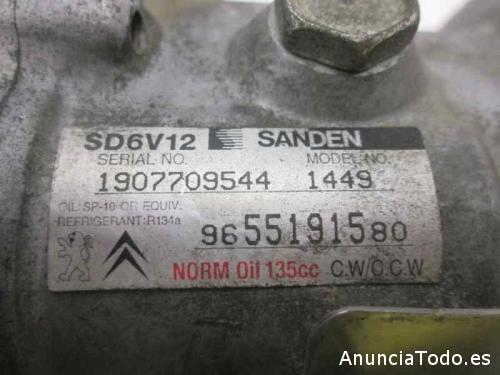 SD6V12 SANDEN
SERIAL NO. MODEL NO.
1907709544 1449
OIL: SP-10 OR EQUIV.
REFRIGERANT:R134a
9655191580
NORM Oil 135cc C.W/C.C.W
AnunciaTodo.es